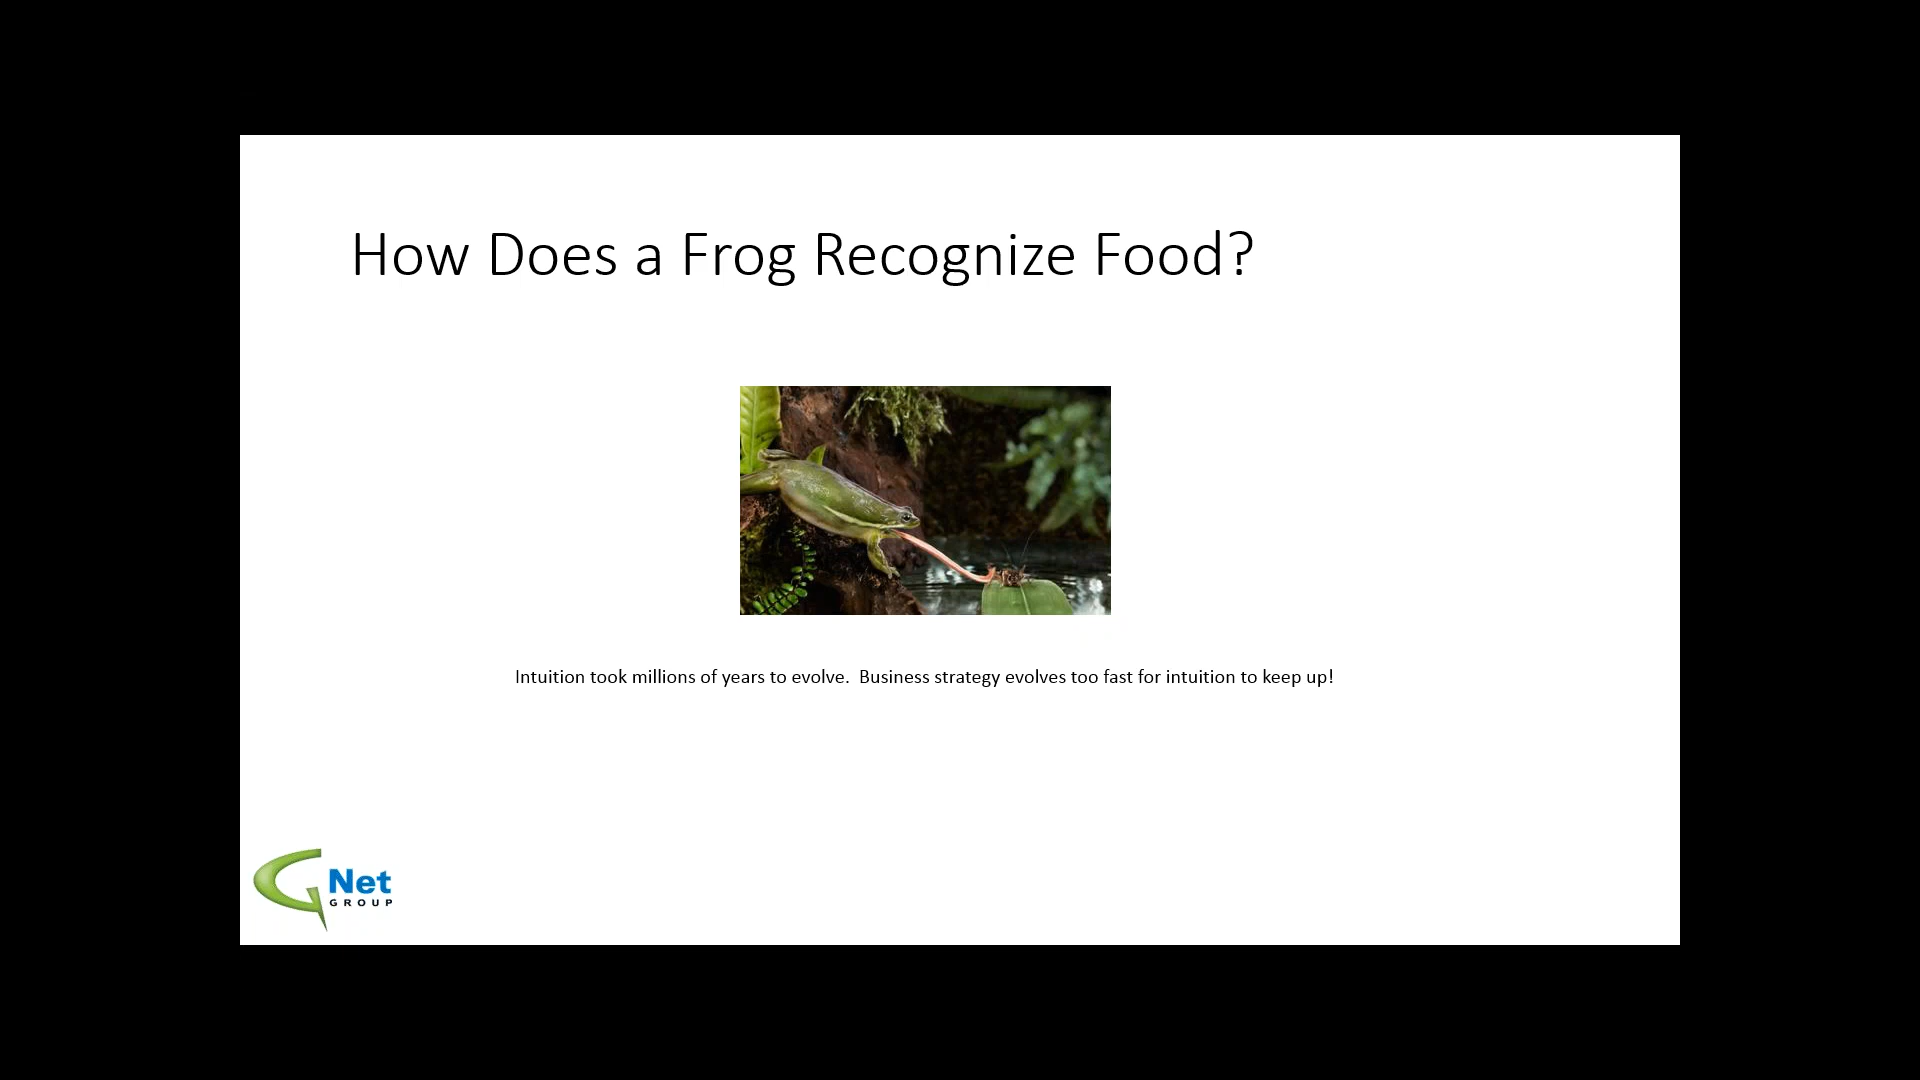 How Does a Frog Recognize Food?
Intuition took millions of years to evolve.  Business strategy evolves too fast for intuition to keep up!
Net
GROUP